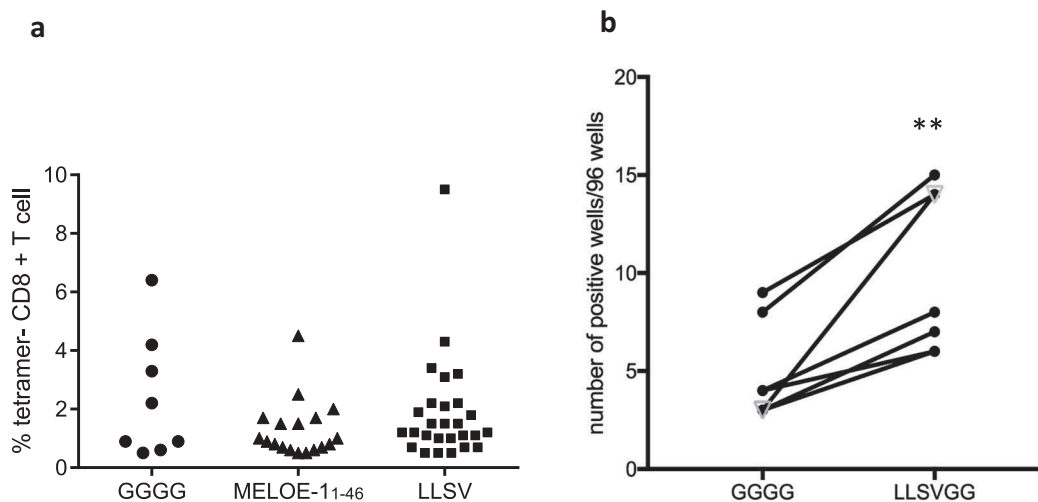 a
% tetramer- CD8 + T cell
10
8
6
4
2
0
GGGG MELOE-11-46 LLSV
b
number of positive wells/96 wells
20
15
10
5
0
**
GGGG LLSVGG